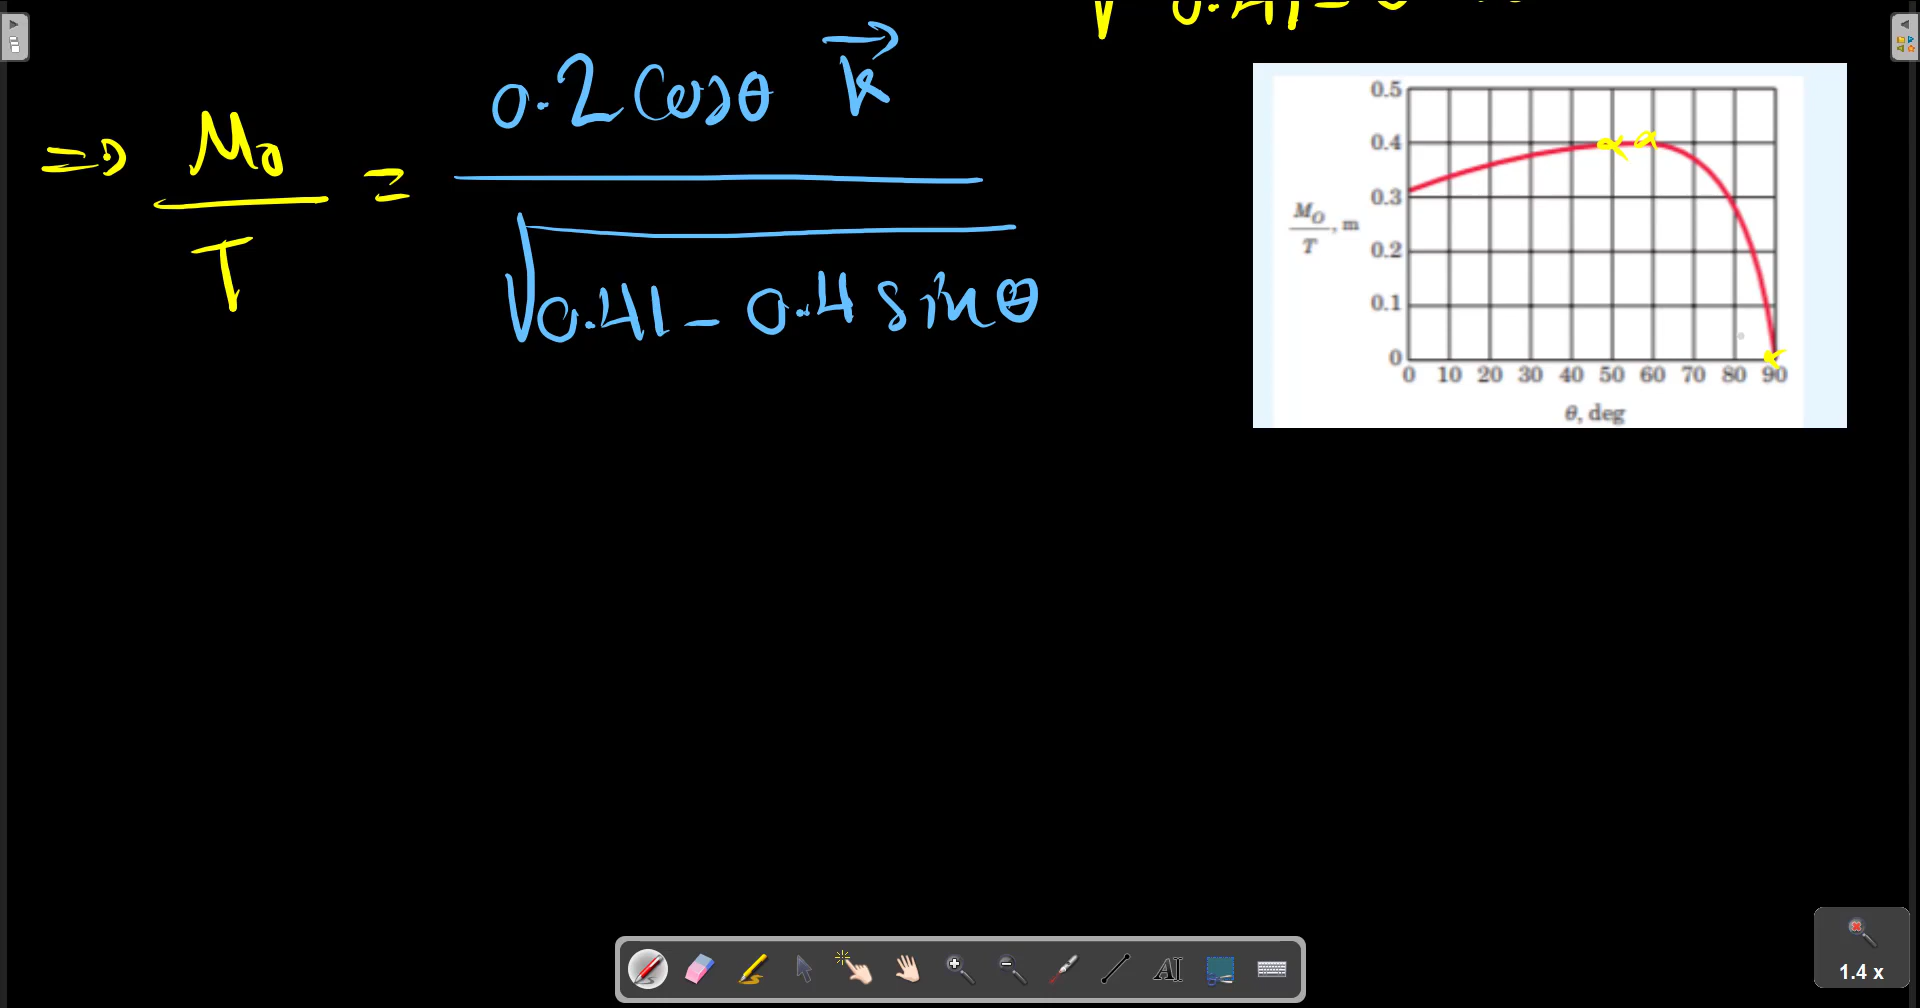 => M₀/T = 0.2 cosθ k⃗ / √(0.41 - 0.4 sinθ)
0.5
0.4
0.3
M_O/T, m
0.2
0.1
0
0 10 20 30 40 50 60 70 80 90
θ, deg
AI
1.4 x